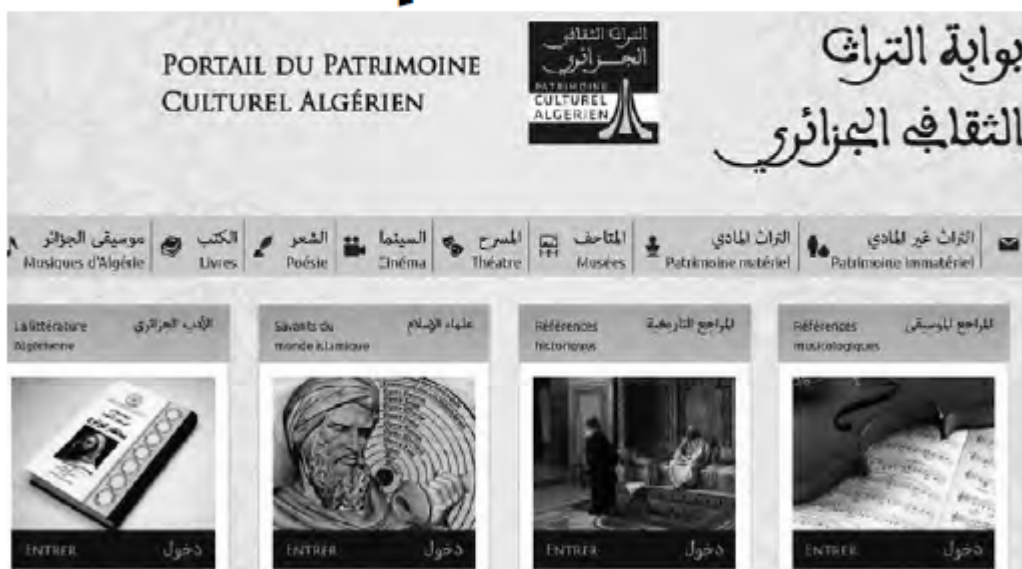 PORTAIL DU PATRIMOINE
CULTUREL ALGÉRIEN
التراث الثقافي
الجــزائري
PATRIMOINE
CULTUREL
ALGERIEN
بوابة التراث
الثقافي الجزائري
موسيقى الجزائر
Musiques d'Algérie
الكتب
Livres
الشعر
Poésie
السينما
Cinéma
المسرح
Théatre
المتاحف
Musées
التراث المادي
Patrimoine matériel
التراث غير المادي
Patrimoine Immatériel
La littérature الأدب الجزائري
Algérienne
Savants du علماء الإسلام
monde islamique
Références المراجع التاريخية
historiques
Références المراجع الموسيقى
musicologiques
ENTRER دخول
ENTRER دخول
ENTRER دخول
ENTRER دخول